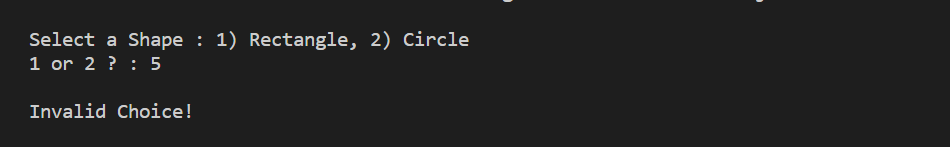 Select a Shape : 1) Rectangle, 2) Circle
1 or 2 ? : 5
Invalid Choice!